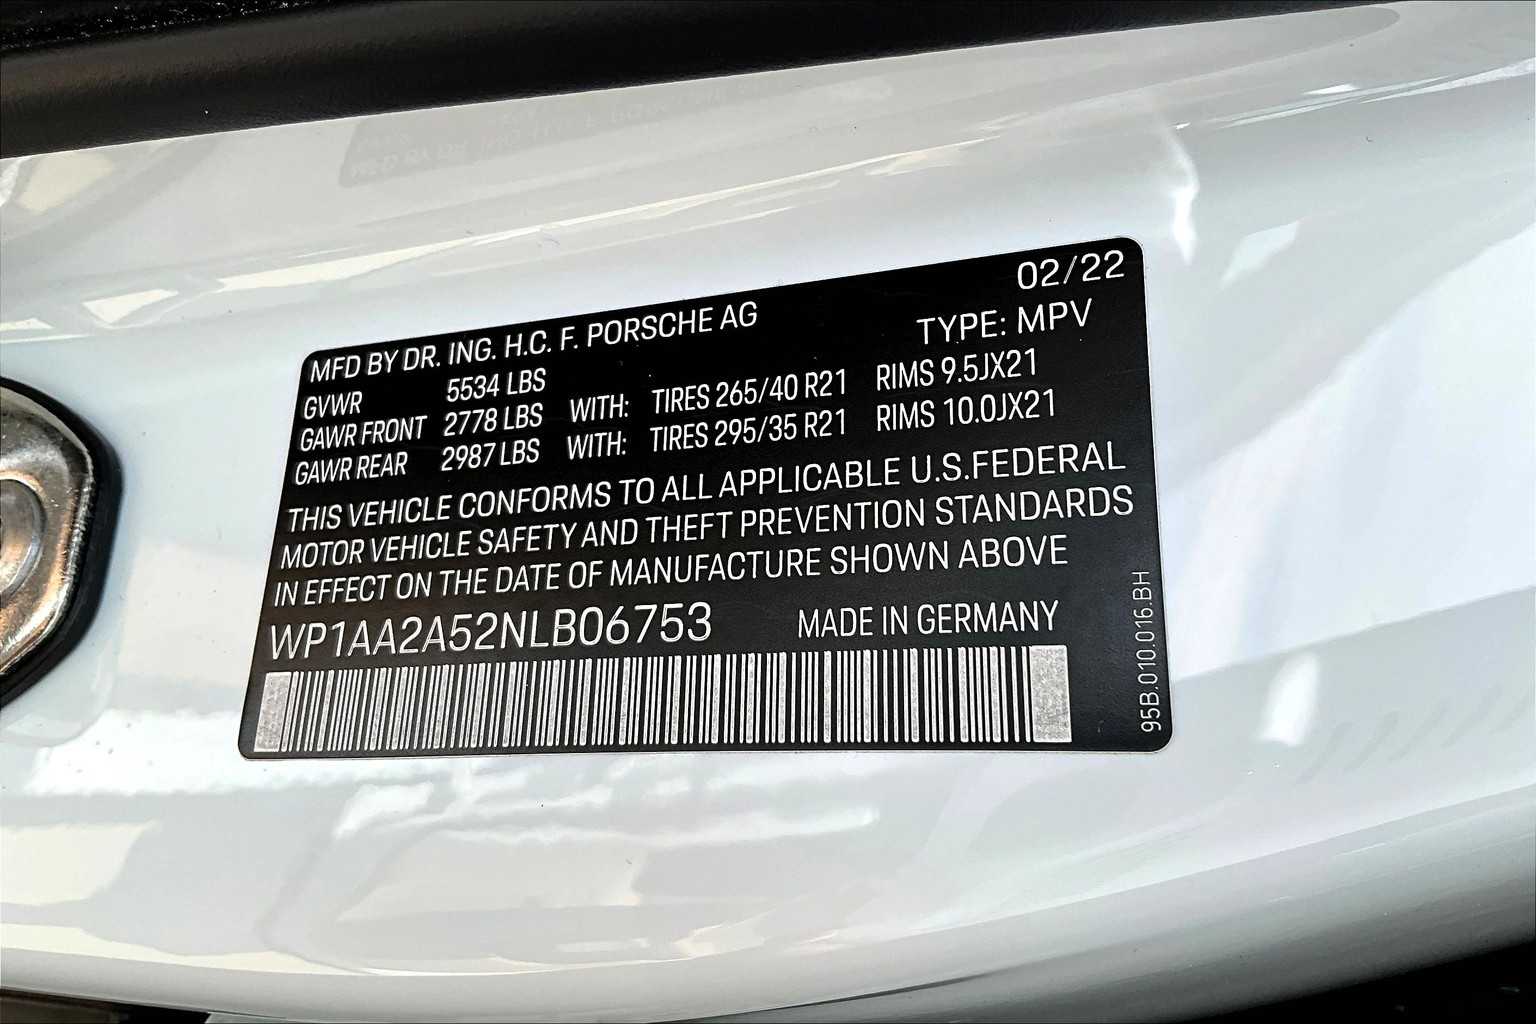 02/22
MFD BY DR. ING. H.C. F. PORSCHE AG
TYPE: MPV
GVWR 5534 LBS
GAWR FRONT 2778 LBS WITH: TIRES 265/40 R21 RIMS 9.5JX21
GAWR REAR 2987 LBS WITH: TIRES 295/35 R21 RIMS 10.0JX21
THIS VEHICLE CONFORMS TO ALL APPLICABLE U.S.FEDERAL
MOTOR VEHICLE SAFETY AND THEFT PREVENTION STANDARDS
IN EFFECT ON THE DATE OF MANUFACTURE SHOWN ABOVE
WP1AA2A52NLB06753 MADE IN GERMANY
95B.010.016.BH